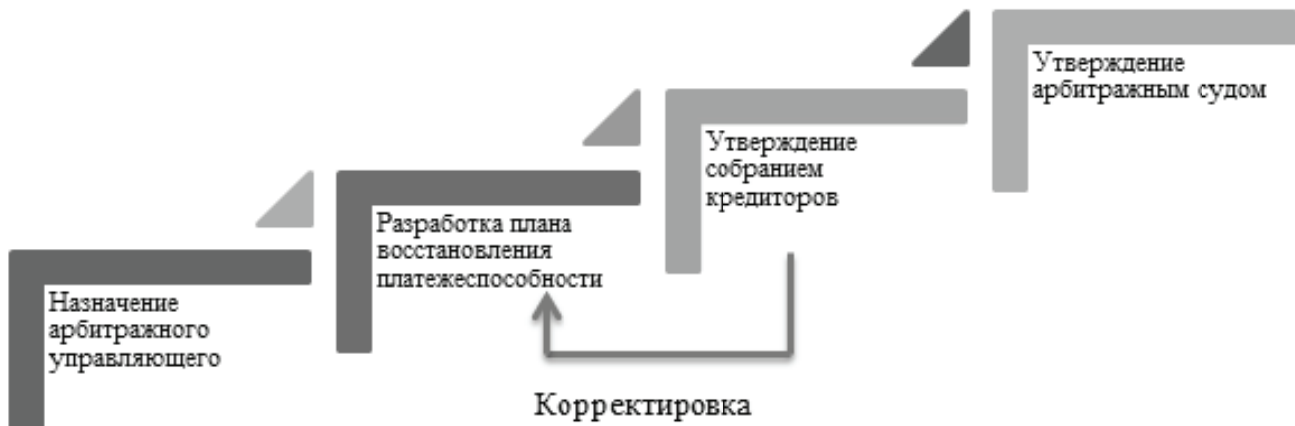 Назначение
арбитражного
управляющего
Разработка плана
восстановления
платежеспособности
Утверждение
собранием
кредиторов
Утверждение
арбитражным судом
Корректировка